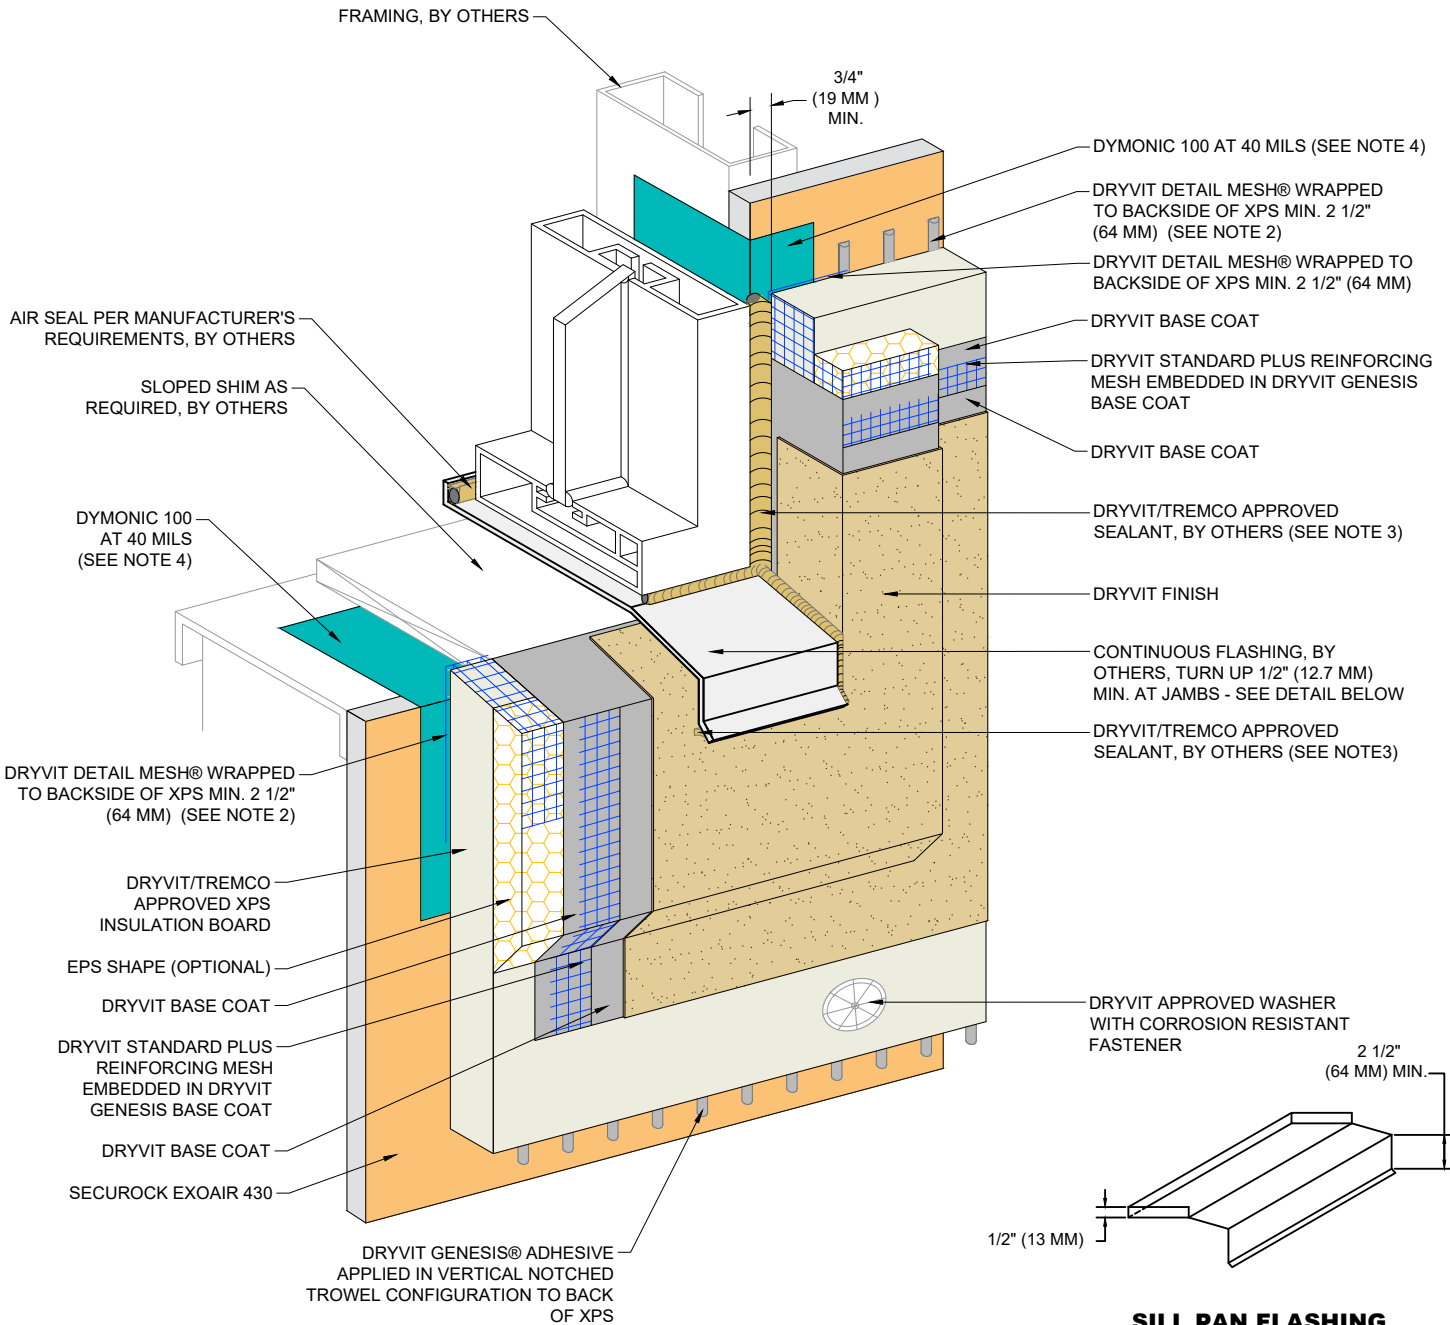 FRAMING, BY OTHERS
3/4"
(19 MM )
MIN.
DYMONIC 100 AT 40 MILS (SEE NOTE 4)
DRYVIT DETAIL MESH® WRAPPED
TO BACKSIDE OF XPS MIN. 2 1/2"
(64 MM)  (SEE NOTE 2)
DRYVIT DETAIL MESH® WRAPPED TO
BACKSIDE OF XPS MIN. 2 1/2" (64 MM)
DRYVIT BASE COAT
DRYVIT STANDARD PLUS REINFORCING
MESH EMBEDDED IN DRYVIT GENESIS
BASE COAT
DRYVIT BASE COAT
DRYVIT/TREMCO APPROVED
SEALANT, BY OTHERS (SEE NOTE 3)
DRYVIT FINISH
CONTINUOUS FLASHING, BY
OTHERS, TURN UP 1/2" (12.7 MM)
MIN. AT JAMBS - SEE DETAIL BELOW
DRYVIT/TREMCO APPROVED
SEALANT, BY OTHERS (SEE NOTE3)
DRYVIT APPROVED WASHER
WITH CORROSION RESISTANT
FASTENER
AIR SEAL PER MANUFACTURER'S
REQUIREMENTS, BY OTHERS
SLOPED SHIM AS
REQUIRED, BY OTHERS
DYMONIC 100
AT 40 MILS
(SEE NOTE 4)
DRYVIT DETAIL MESH® WRAPPED
TO BACKSIDE OF XPS MIN. 2 1/2"
(64 MM)  (SEE NOTE 2)
DRYVIT/TREMCO
APPROVED XPS
INSULATION BOARD
EPS SHAPE (OPTIONAL)
DRYVIT BASE COAT
DRYVIT STANDARD PLUS
REINFORCING MESH
EMBEDDED IN DRYVIT
GENESIS BASE COAT
DRYVIT BASE COAT
SECUROCK EXOAIR 430
DRYVIT GENESIS® ADHESIVE
APPLIED IN VERTICAL NOTCHED
TROWEL CONFIGURATION TO BACK
OF XPS
2 1/2"
(64 MM) MIN.
1/2" (13 MM)
SILL PAN FLASHING